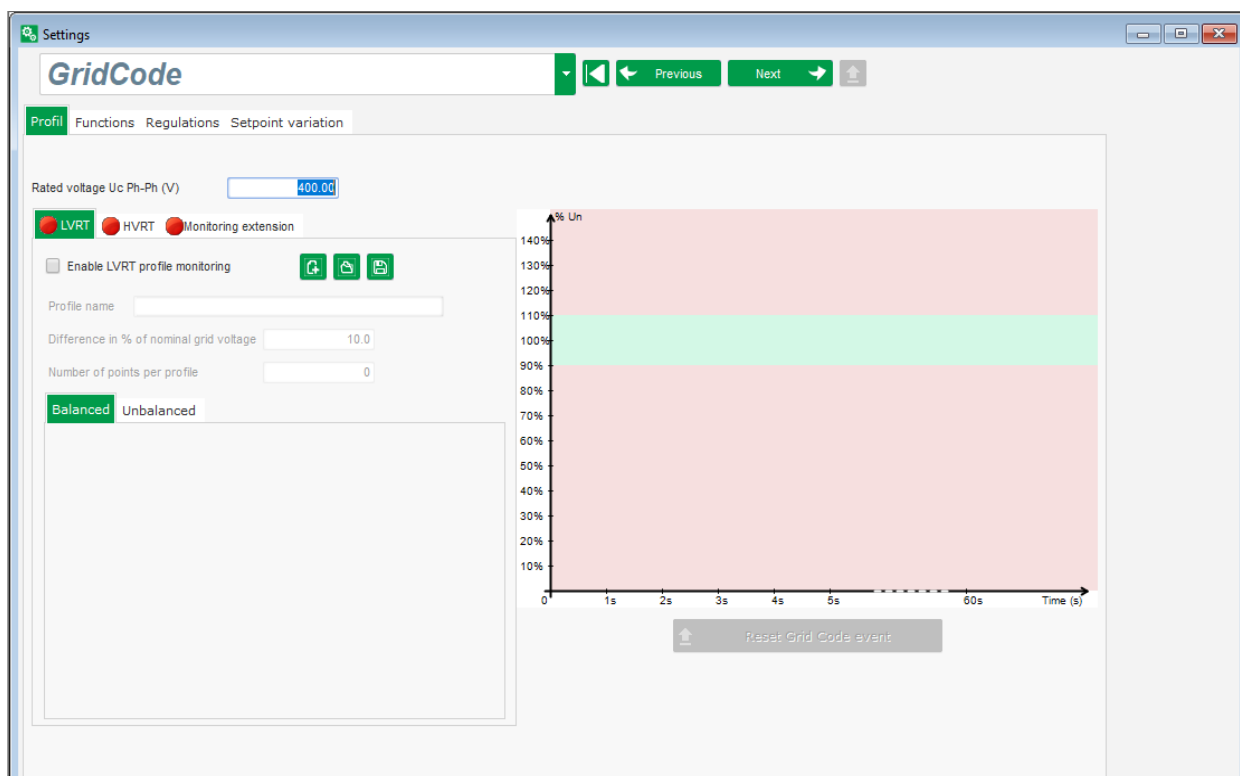 Settings
GridCode
Previous
Next
Profil Functions Regulations Setpoint variation
Rated voltage Uc Ph-Ph (V) 400.00
LVRT HVRT Monitoring extension
Enable LVRT profile monitoring
Profile name
Difference in % of nominal grid voltage 10.0
Number of points per profile 0
Balanced Unbalanced
% Un
140%
130%
120%
110%
100%
90%
80%
70%
60%
50%
40%
30%
20%
10%
0 1s 2s 3s 4s 5s 60s Time (s)
Reset Grid Code event